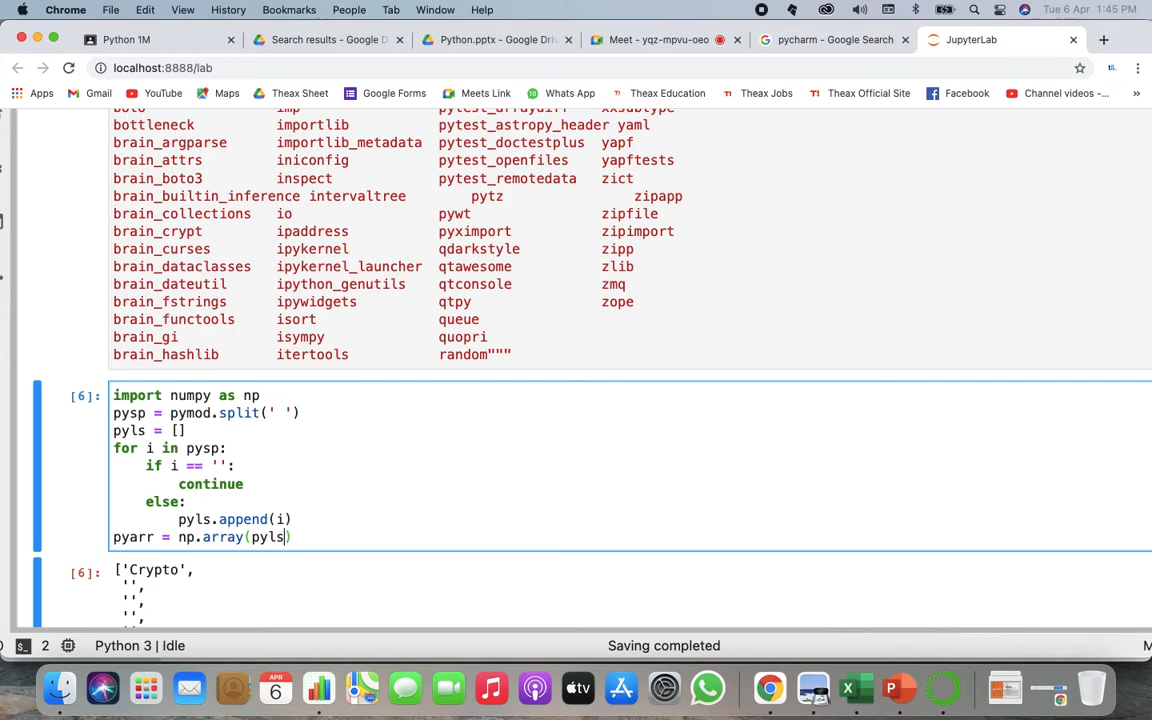 Chrome File Edit View History Bookmarks People Tab Window Help Tue 6 Apr 1:45 PM
Python 1M Search results - Google D Python.pptx - Google Driv Meet - yqz-mpvu-oeo pycharm - Google Search JupyterLab
localhost:8888/lab
Apps Gmail YouTube Maps Theax Sheet Google Forms Meets Link Whats App Theax Education Theax Jobs Theax Official Site Facebook Channel videos -... »
boto imp pytest_arraydiff xxsubtype
bottleneck importlib pytest_astropy_header yaml
brain_argparse importlib_metadata pytest_doctestplus yapf
brain_attrs iniconfig pytest_openfiles yapftests
brain_boto3 inspect pytest_remotedata zict
brain_builtin_inference intervaltree pytz zipapp
brain_collections io pywt zipfile
brain_crypt ipaddress pyximport zipimport
brain_curses ipykernel qdarkstyle zipp
brain_dataclasses ipykernel_launcher qtawesome zlib
brain_dateutil ipython_genutils qtconsole zmq
brain_fstrings ipywidgets qtpy zope
brain_functools isort queue
brain_gi isympy quopri
brain_hashlib itertools random"""
[6]: import numpy as np
pysp = pymod.split(' ')
pyls = []
for i in pysp:
if i == '':
continue
else:
pyls.append(i)
pyarr = np.array(pyls)
[6]: ['Crypto',
'',
'',
'',
2 Python 3 | Idle Saving completed M
APR
6 tv